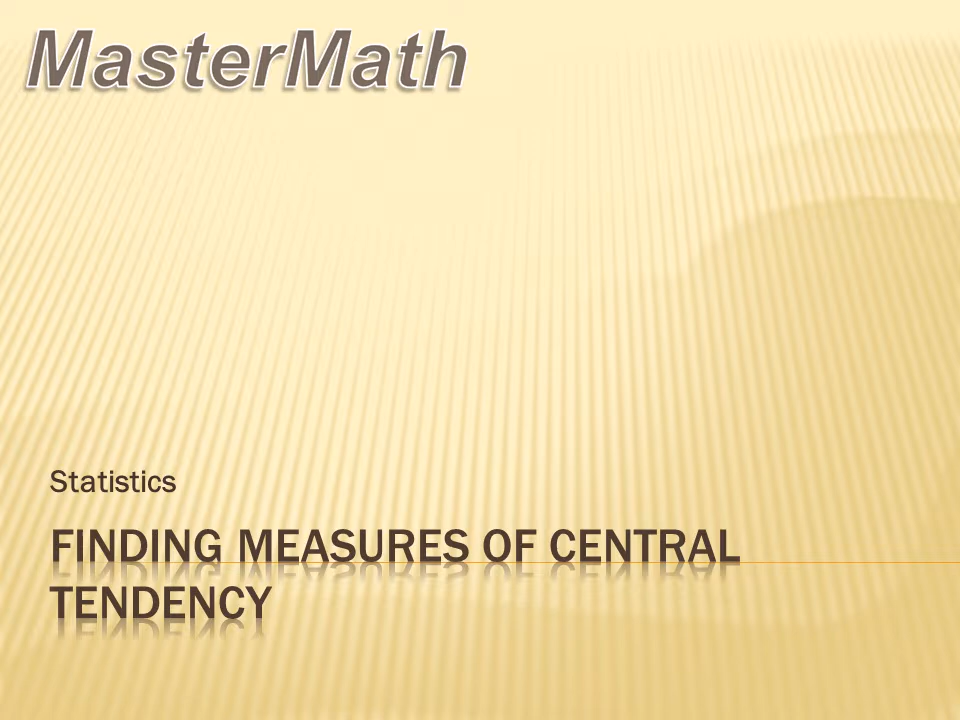 MasterMath
Statistics
FINDING MEASURES OF CENTRAL
TENDENCY